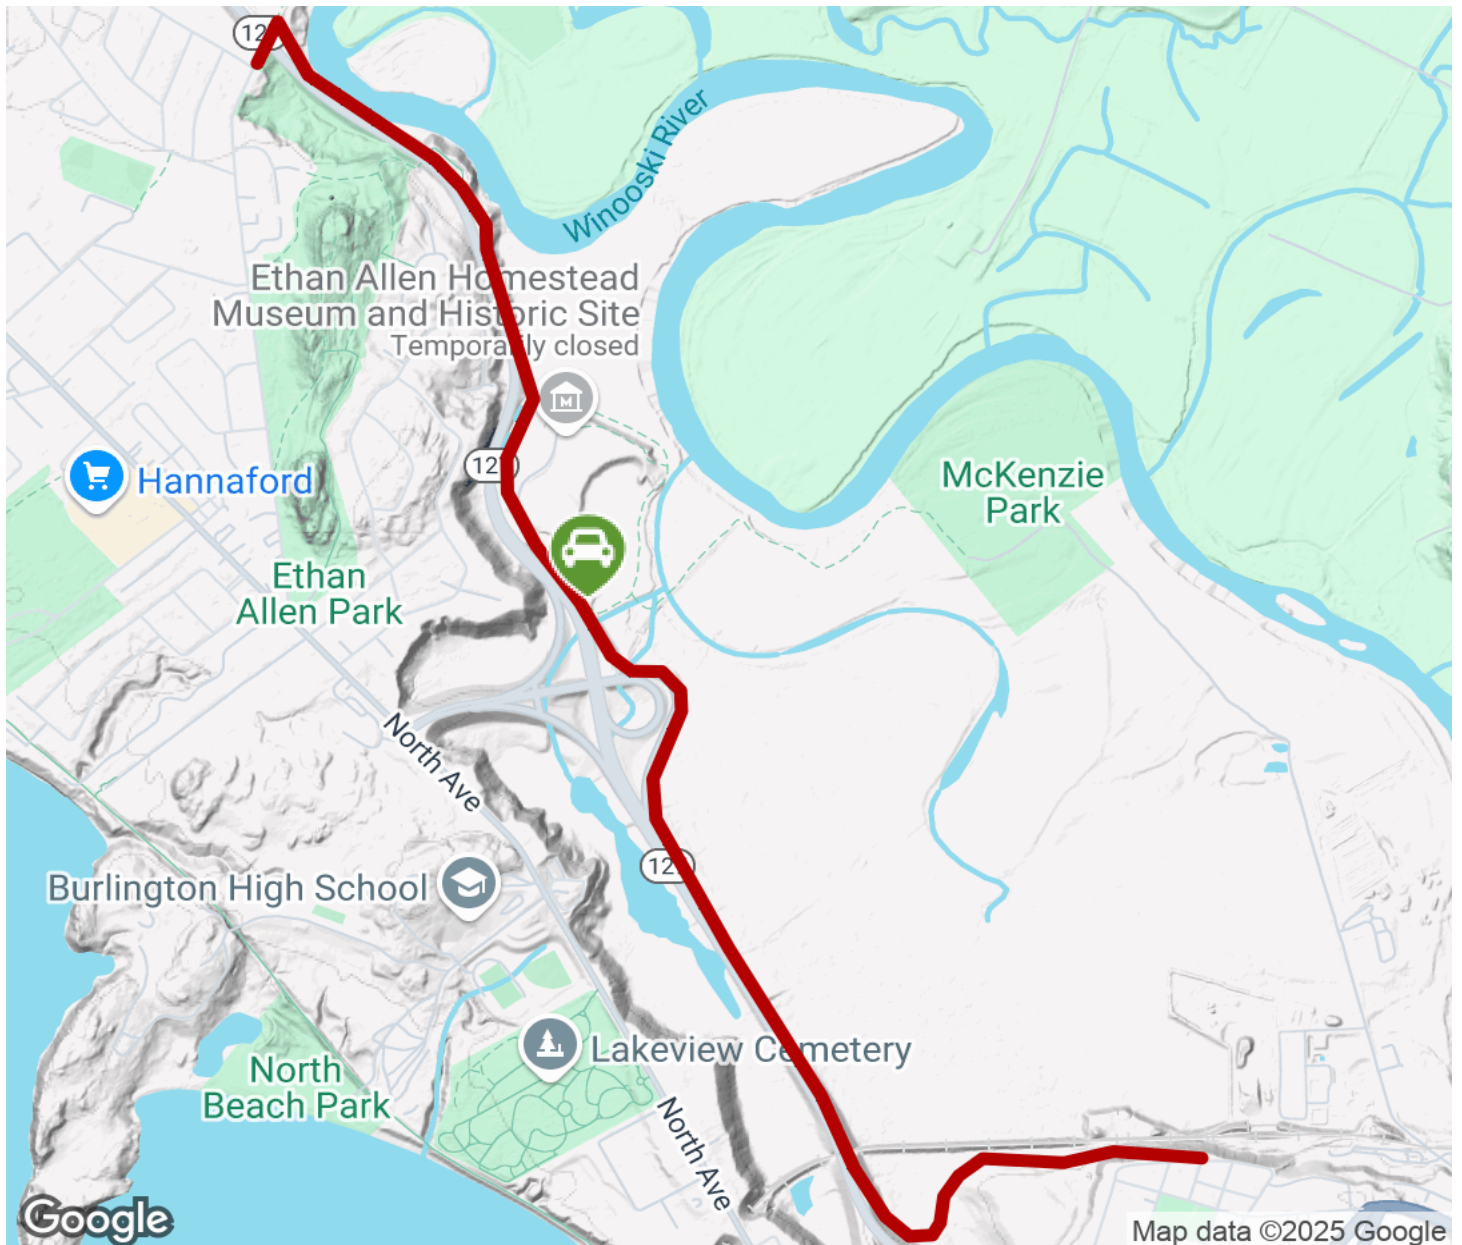 12
Winooski River
Ethan Allen Homestead
Museum and Historic Site
Temporarily closed
M
12
Hannaford
McKenzie
Park
Ethan
Allen Park
North Ave
12
Burlington High School
Lakeview Cemetery
North
Beach Park
North Ave
Google
Map data ©2025 Google